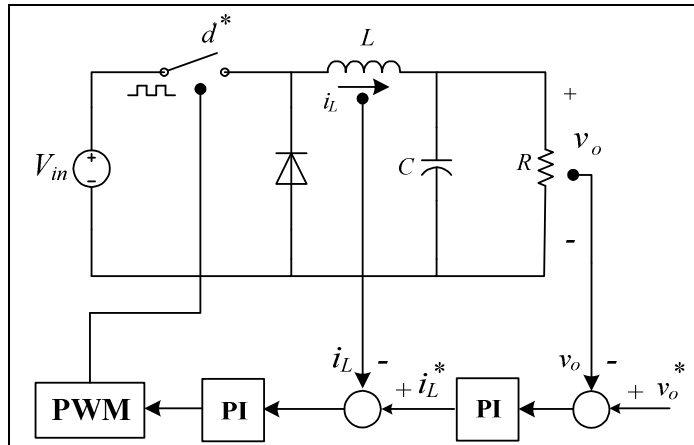 d*
L
i_L
+
V_in
+
-
C
R
v_o
-
i_L
-
v_o
-
+ i_L*
+ v_o*
PWM
PI
PI